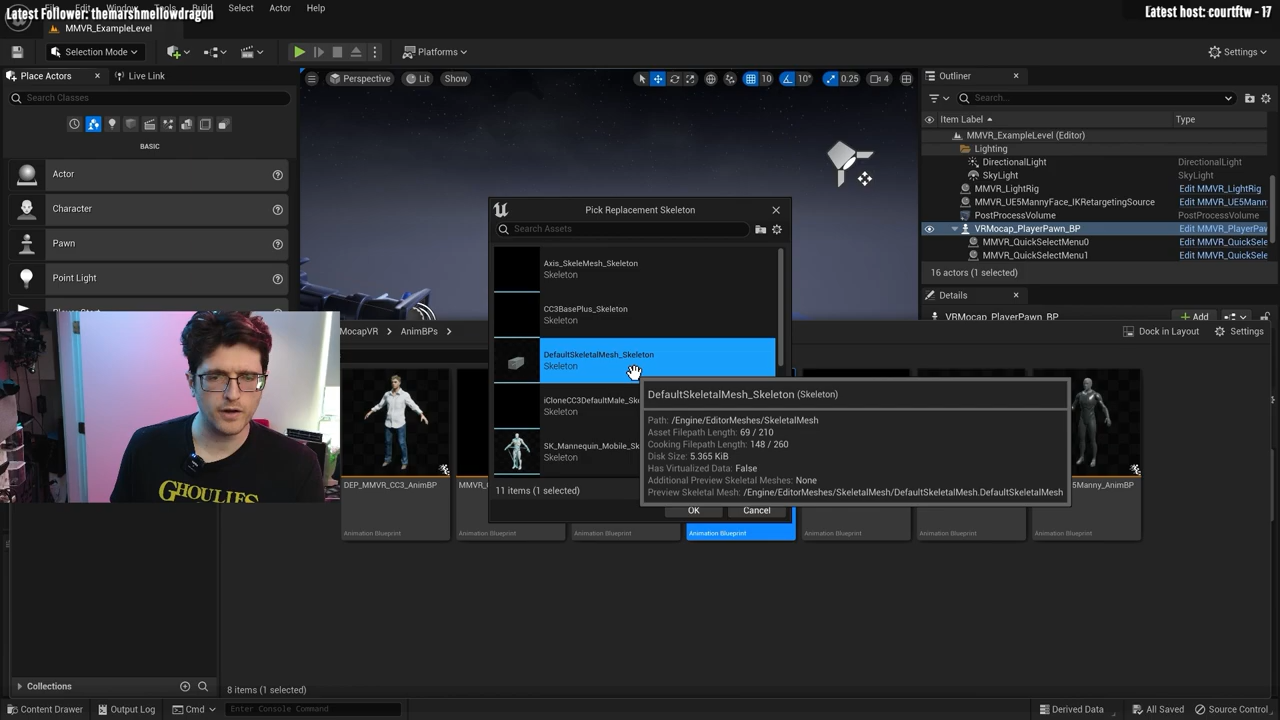 Latest Follower: themarshmellowdragon
Select
Actor
Help
Latest host: courtftw - 17
MMVR_ExampleLevel
Selection Mode
Platforms
Settings
Place Actors
Live Link
Perspective
Lit
Show
10
10°
0.25
4
Outliner
Search Classes
Search...
BASIC
Item Label
Type
MMVR_ExampleLevel (Editor)
Lighting
DirectionalLight
DirectionalLight
SkyLight
SkyLight
MMVR_LightRig
Edit MMVR_LightRig
MMVR_UE5MannyFace_IKRetargetingSource
Edit MMVR_UE5Mann
PostProcessVolume
PostProcessVolume
VRMocap_PlayerPawn_BP
Edit MMVR_PlayerPaw
MMVR_QuickSelectMenu0
Edit MMVR_QuickSele
MMVR_QuickSelectMenu1
Edit MMVR_QuickSele
16 actors (1 selected)
Details
VRMocap_PlayerPawn_BP
Add
Actor
Character
Pawn
Point Light
Pick Replacement Skeleton
Search Assets
Axis_SkeleMesh_Skeleton
Skeleton
CC3BasePlus_Skeleton
Skeleton
DefaultSkeletalMesh_Skeleton
Skeleton
iCloneCC3DefaultMale_Sk
Skeleton
SK_Mannequin_Mobile_Sk
Skeleton
11 items (1 selected)
OK
Cancel
DefaultSkeletalMesh_Skeleton (Skeleton)
Path: /Engine/EditorMeshes/SkeletalMesh
Asset Filepath Length: 69 / 210
Cooking Filepath Length: 148 / 260
Disk Size: 5.365 KiB
Has Virtualized Data: False
Additional Preview Skeletal Meshes: None
Preview Skeletal Mesh: /Engine/EditorMeshes/SkeletalMesh/DefaultSkeletalMesh.DefaultSkeletalMesh
MocapVR
AnimBPs
Dock in Layout
Settings
GHOULIES
DEP_MMVR_CC3_AnimBP
5Manny_AnimBP
Animation Blueprint
Animation Blueprint
Animation Blueprint
Animation Blueprint
Animation Blueprint
Animation Blueprint
Animation Blueprint
Collections
8 items (1 selected)
Content Drawer
Output Log
Cmd
Enter Console Command
Derived Data
All Saved
Source Control